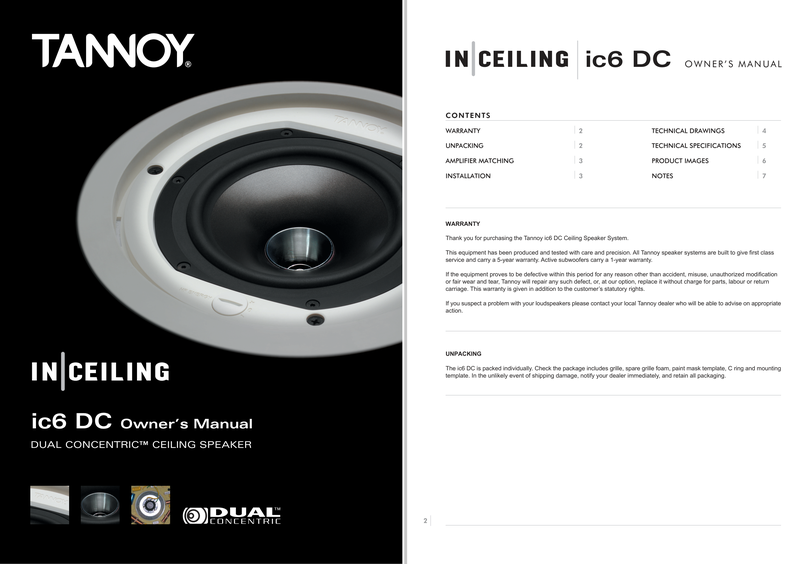 TANNOY®
IN CEILING
ic6 DC Owner's Manual
DUAL CONCENTRIC™ CEILING SPEAKER
DUAL™
CONCENTRIC
IN CEILING ic6 DC OWNER'S MANUAL
CONTENTS
WARRANTY 2
UNPACKING 2
AMPLIFIER MATCHING 3
INSTALLATION 3
TECHNICAL DRAWINGS 4
TECHNICAL SPECIFICATIONS 5
PRODUCT IMAGES 6
NOTES 7
WARRANTY
Thank you for purchasing the Tannoy ic6 DC Ceiling Speaker System.
This equipment has been produced and tested with care and precision. All Tannoy speaker systems are built to give first class
service and carry a 5-year warranty. Active subwoofers carry a 1-year warranty.
If the equipment proves to be defective within this period for any reason other than accident, misuse, unauthorized modification
or fair wear and tear, Tannoy will repair any such defect, or, at our option, replace it without charge for parts, labour or return
carriage. This warranty is given in addition to the customer's statutory rights.
If you suspect a problem with your loudspeakers please contact your local Tannoy dealer who will be able to advise on appropriate
action.
UNPACKING
The ic6 DC is packed individually. Check the package includes grille, spare grille foam, paint mask template, C ring and mounting
template. In the unlikely event of shipping damage, notify your dealer immediately, and retain all packaging.
2